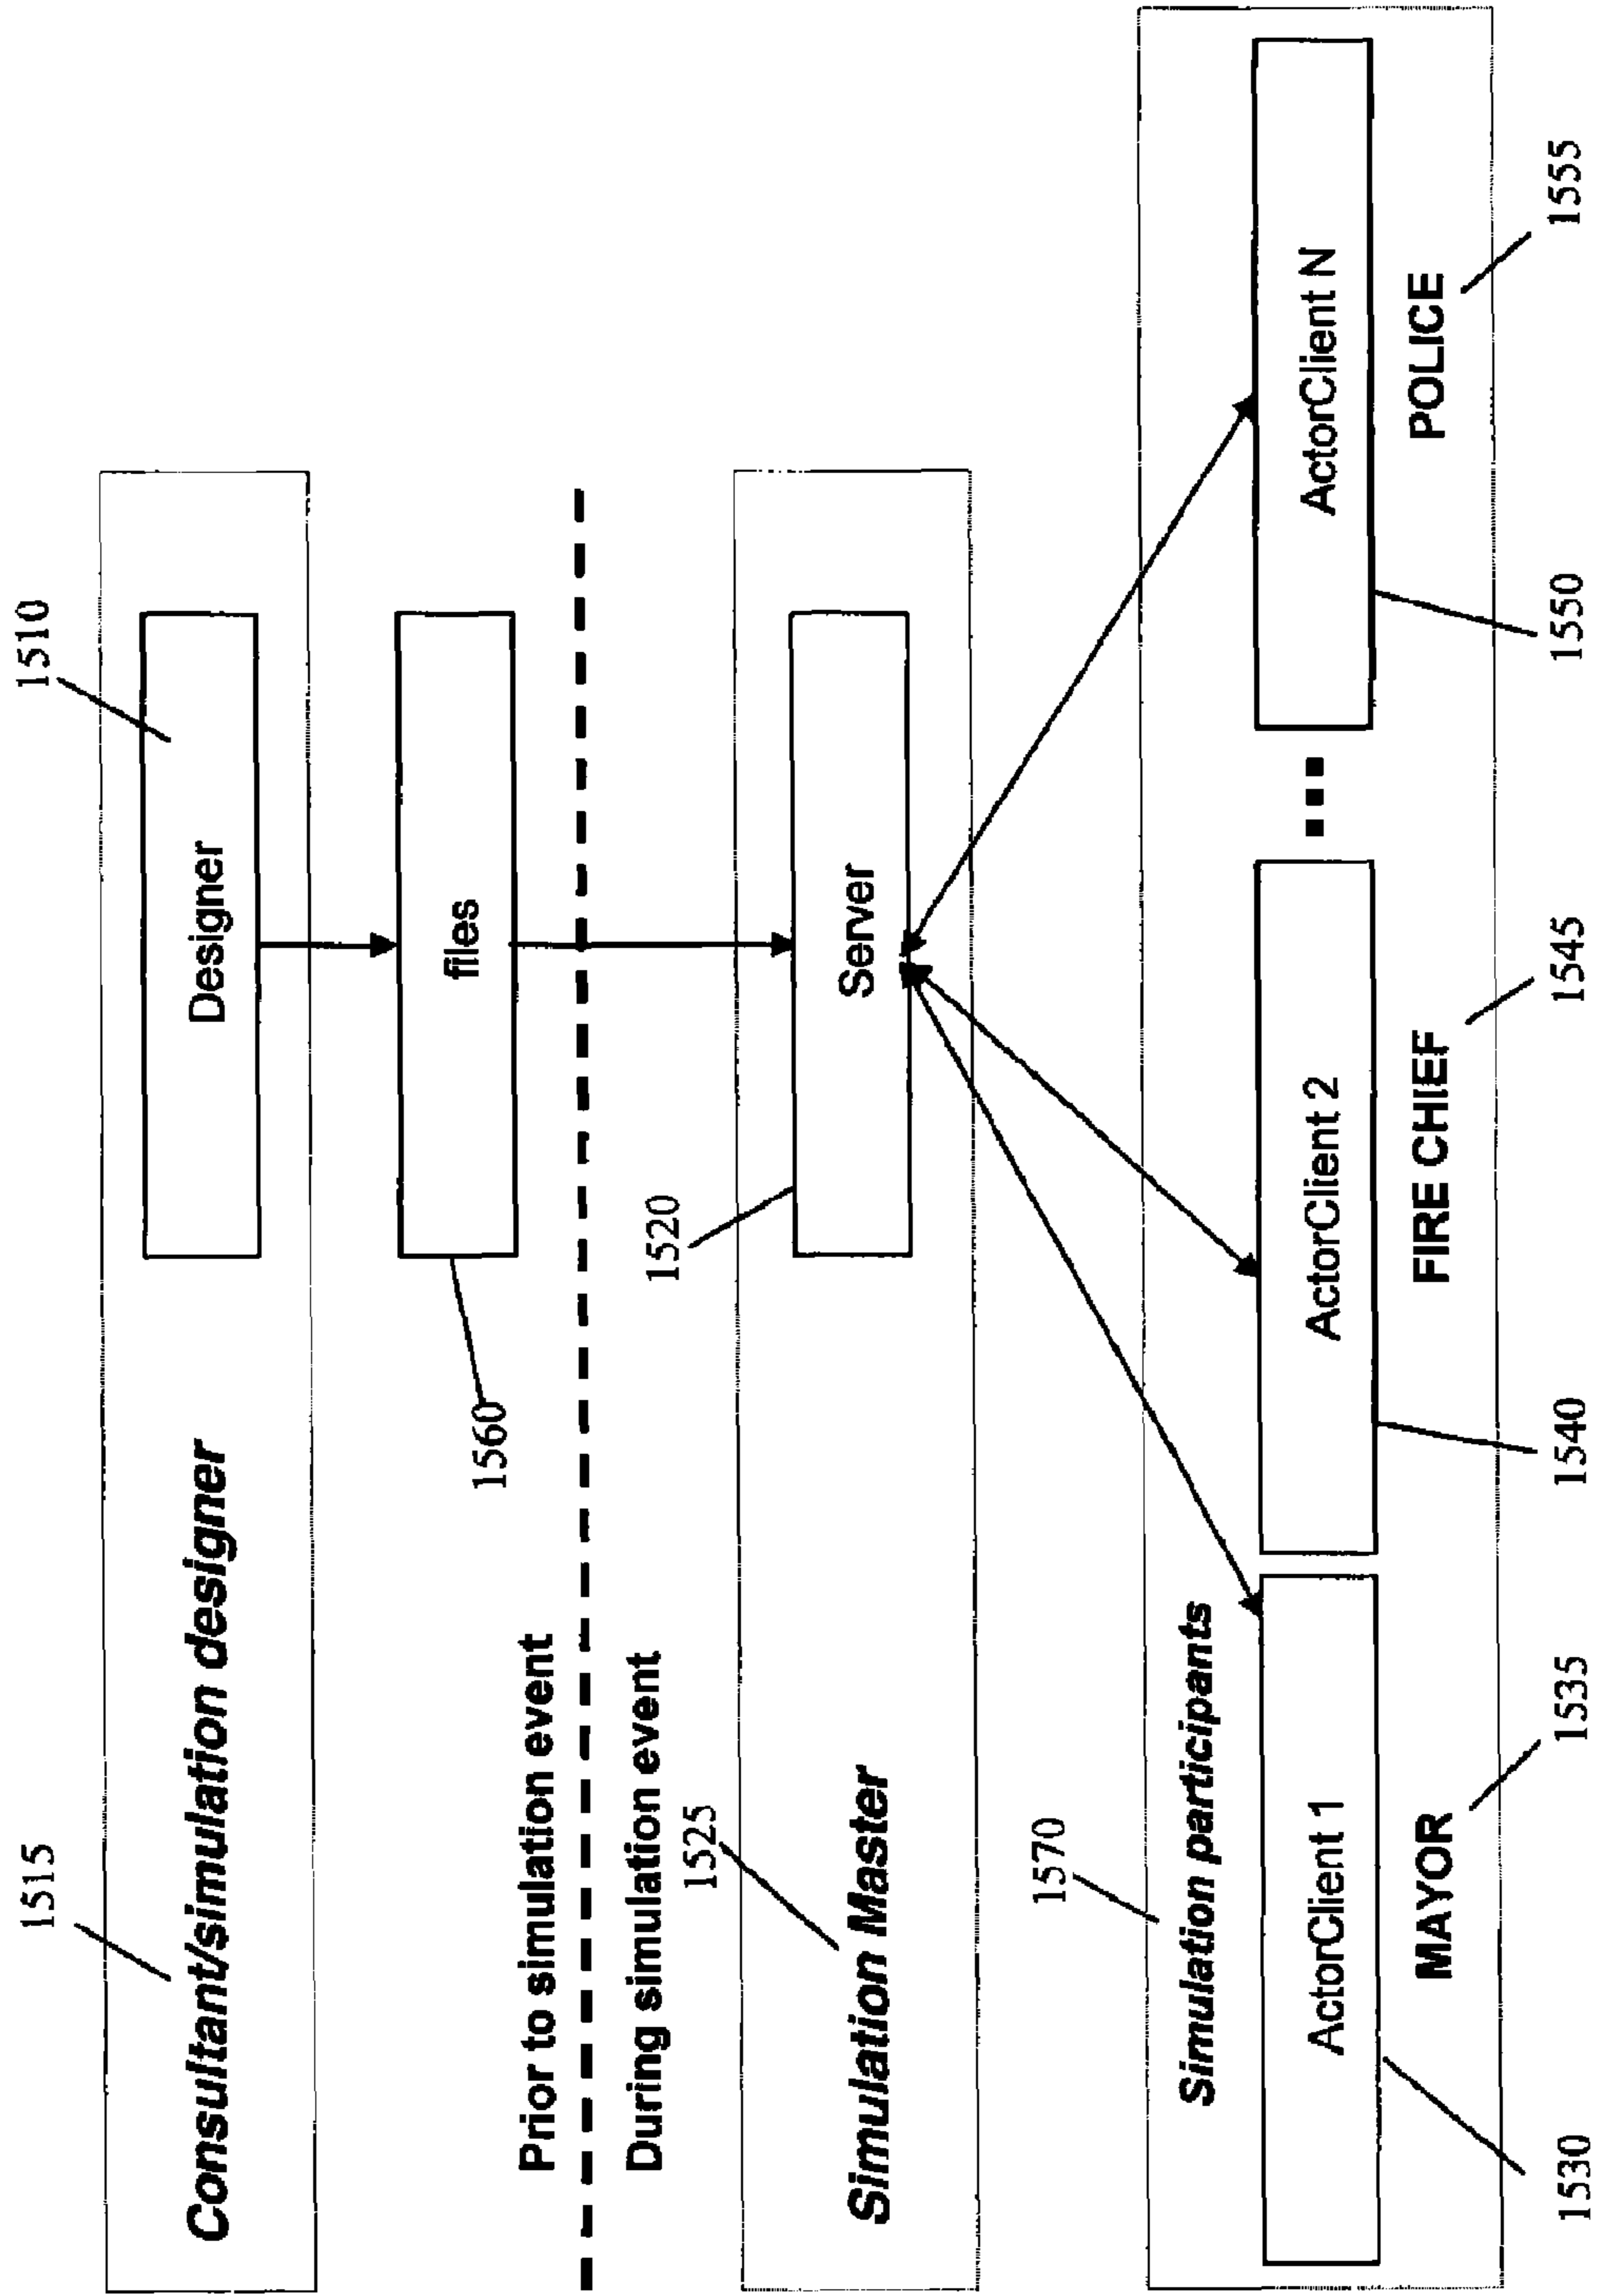 1515
1510
Consultant/simulation designer
Designer
1560
files
Prior to simulation event
During simulation event
1525
1520
Simulation Master
Server
1570
Simulation participants
ActorClient 1
ActorClient 2
ActorClient N
MAYOR
FIRE CHIEF
POLICE
1530
1535
1540
1545
1550
1555